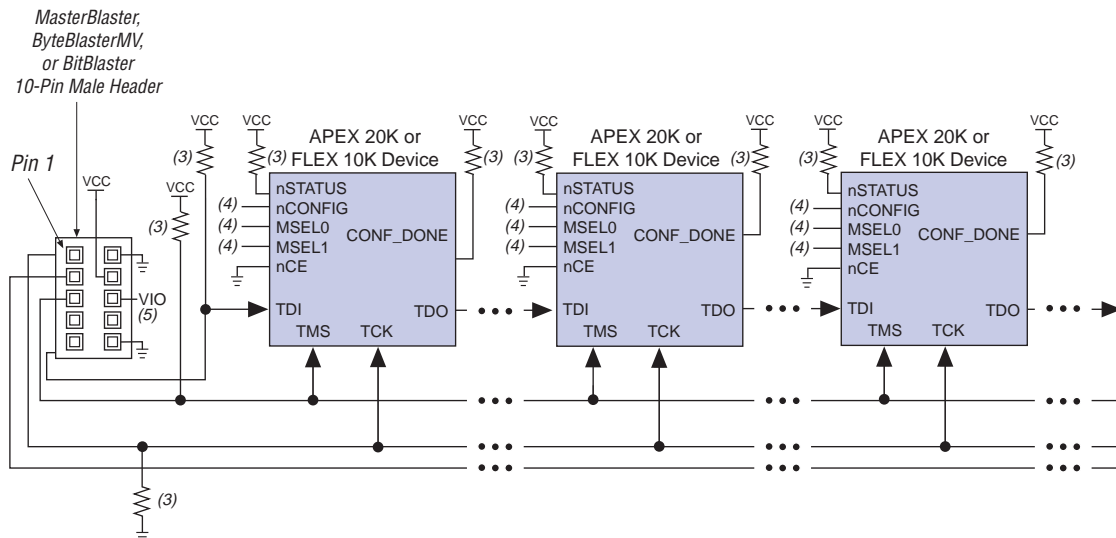 MasterBlaster,
ByteBlasterMV,
or BitBlaster
10-Pin Male Header
Pin 1
VCC
VCC
(3)
VCC
(3)
VIO
(5)
(3)
VCC
(3)
VCC
(3)
APEX 20K or
FLEX 10K Device
nSTATUS
(4) nCONFIG
(4) MSEL0
(4) MSEL1
nCE
CONF_DONE
TDI
TDO
TMS TCK
VCC
(3)
VCC
(3)
APEX 20K or
FLEX 10K Device
nSTATUS
(4) nCONFIG
(4) MSEL0
(4) MSEL1
nCE
CONF_DONE
TDI
TDO
TMS TCK
VCC
(3)
VCC
(3)
APEX 20K or
FLEX 10K Device
nSTATUS
(4) nCONFIG
(4) MSEL0
(4) MSEL1
nCE
CONF_DONE
TDI
TDO
TMS TCK